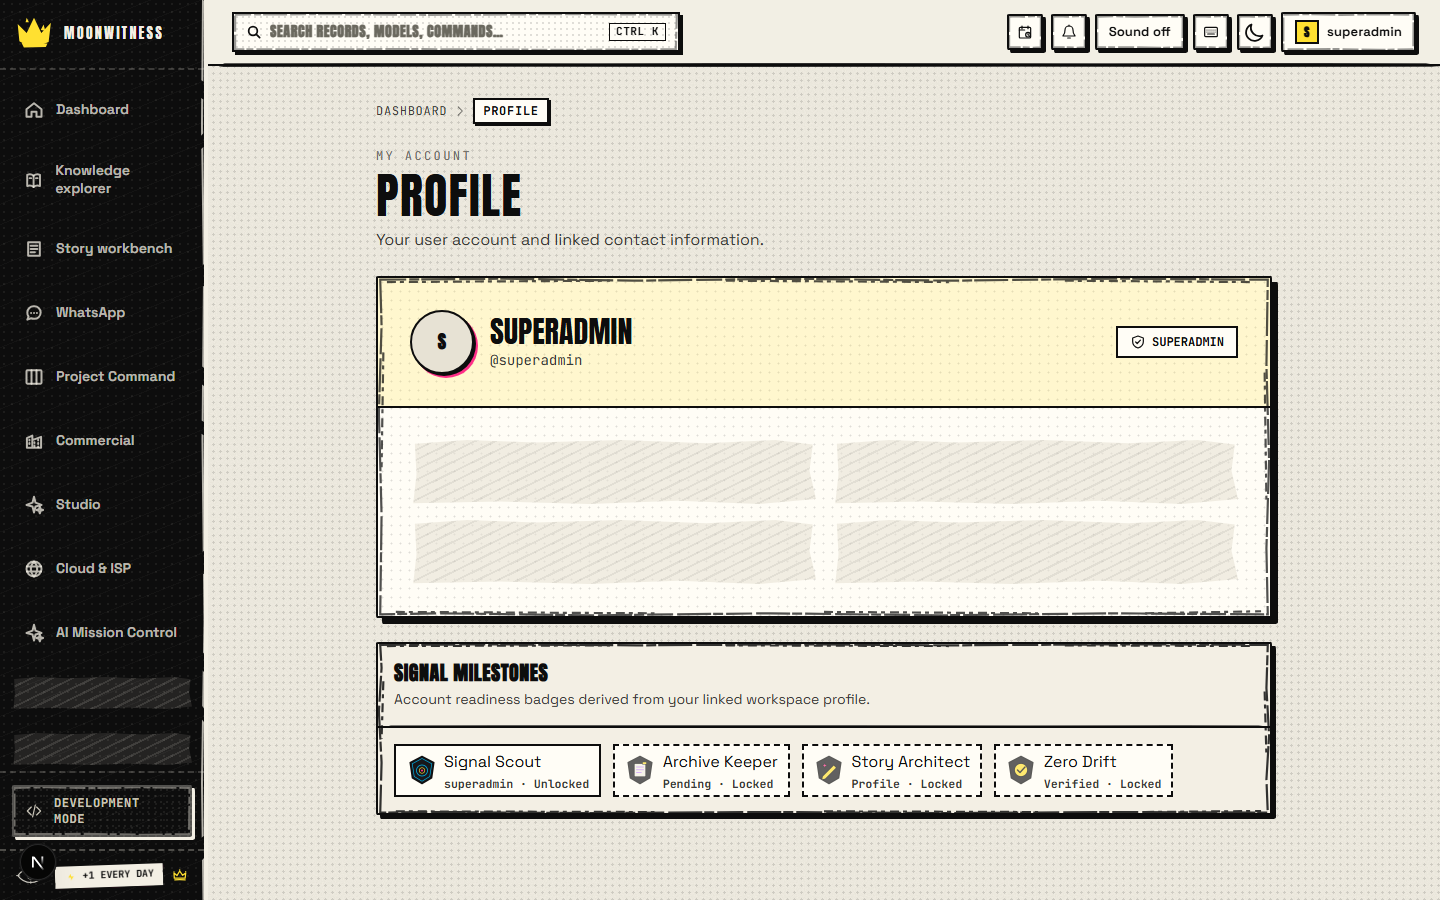 MOONWITNESS
SEARCH RECORDS, MODELS, COMMANDS...
CTRL K
Sound off
S
superadmin
Dashboard
Knowledge
explorer
Story workbench
WhatsApp
Project Command
Commercial
Studio
Cloud & ISP
AI Mission Control
DEVELOPMENT
MODE
N
+1 EVERY DAY
DASHBOARD
PROFILE
MY ACCOUNT
PROFILE
Your user account and linked contact information.
S
SUPERADMIN
@superadmin
SUPERADMIN
SIGNAL MILESTONES
Account readiness badges derived from your linked workspace profile.
Signal Scout
superadmin · Unlocked
Archive Keeper
Pending · Locked
Story Architect
Profile · Locked
Zero Drift
Verified · Locked